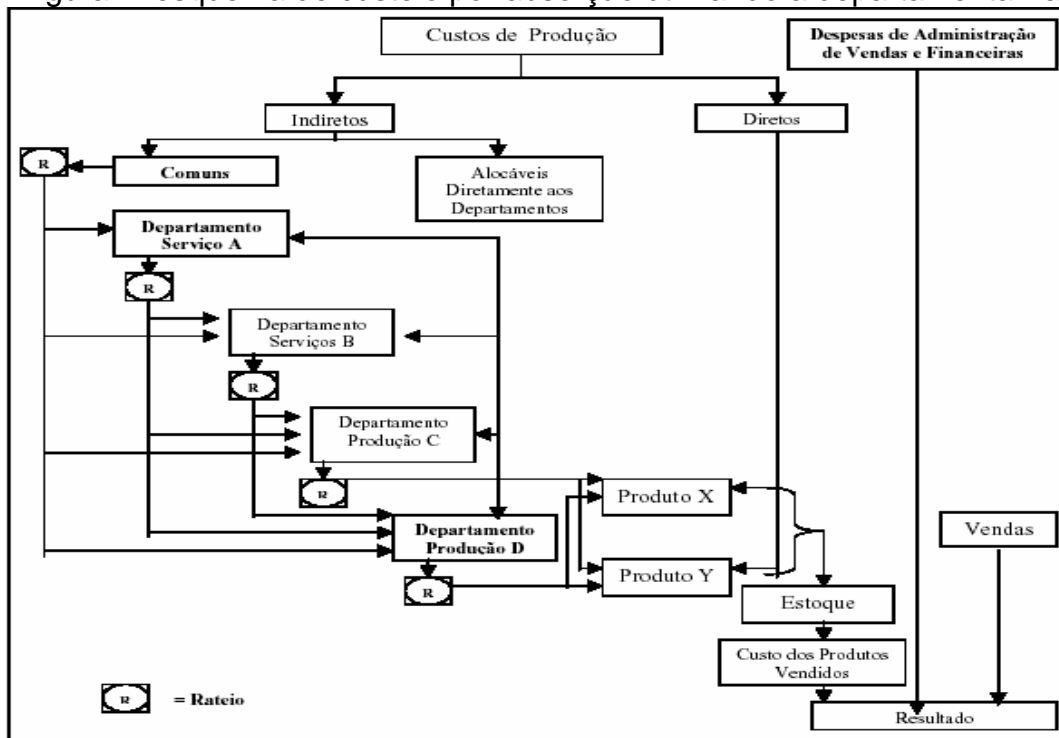 Custos de Produção
Despesas de Administração
de Vendas e Financeiras
Indiretos
Diretos
R
Comuns
Alocáveis
Diretamente aos
Departamentos
Departamento
Serviço A
R
Departamento
Serviços B
R
Departamento
Produção C
R
Produto X
Departamento
Produção D
Vendas
R
Produto Y
Estoque
Custo dos Produtos
Vendidos
R
= Rateio
Resultado